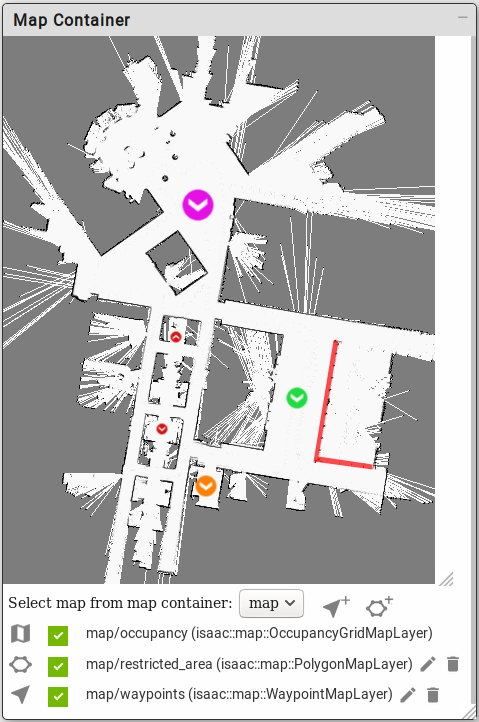 Map Container
Select map from map container: map
map/occupancy (isaac::map::OccupancyGridMapLayer)
map/restricted_area (isaac::map::PolygonMapLayer)
map/waypoints (isaac::map::WaypointMapLayer)